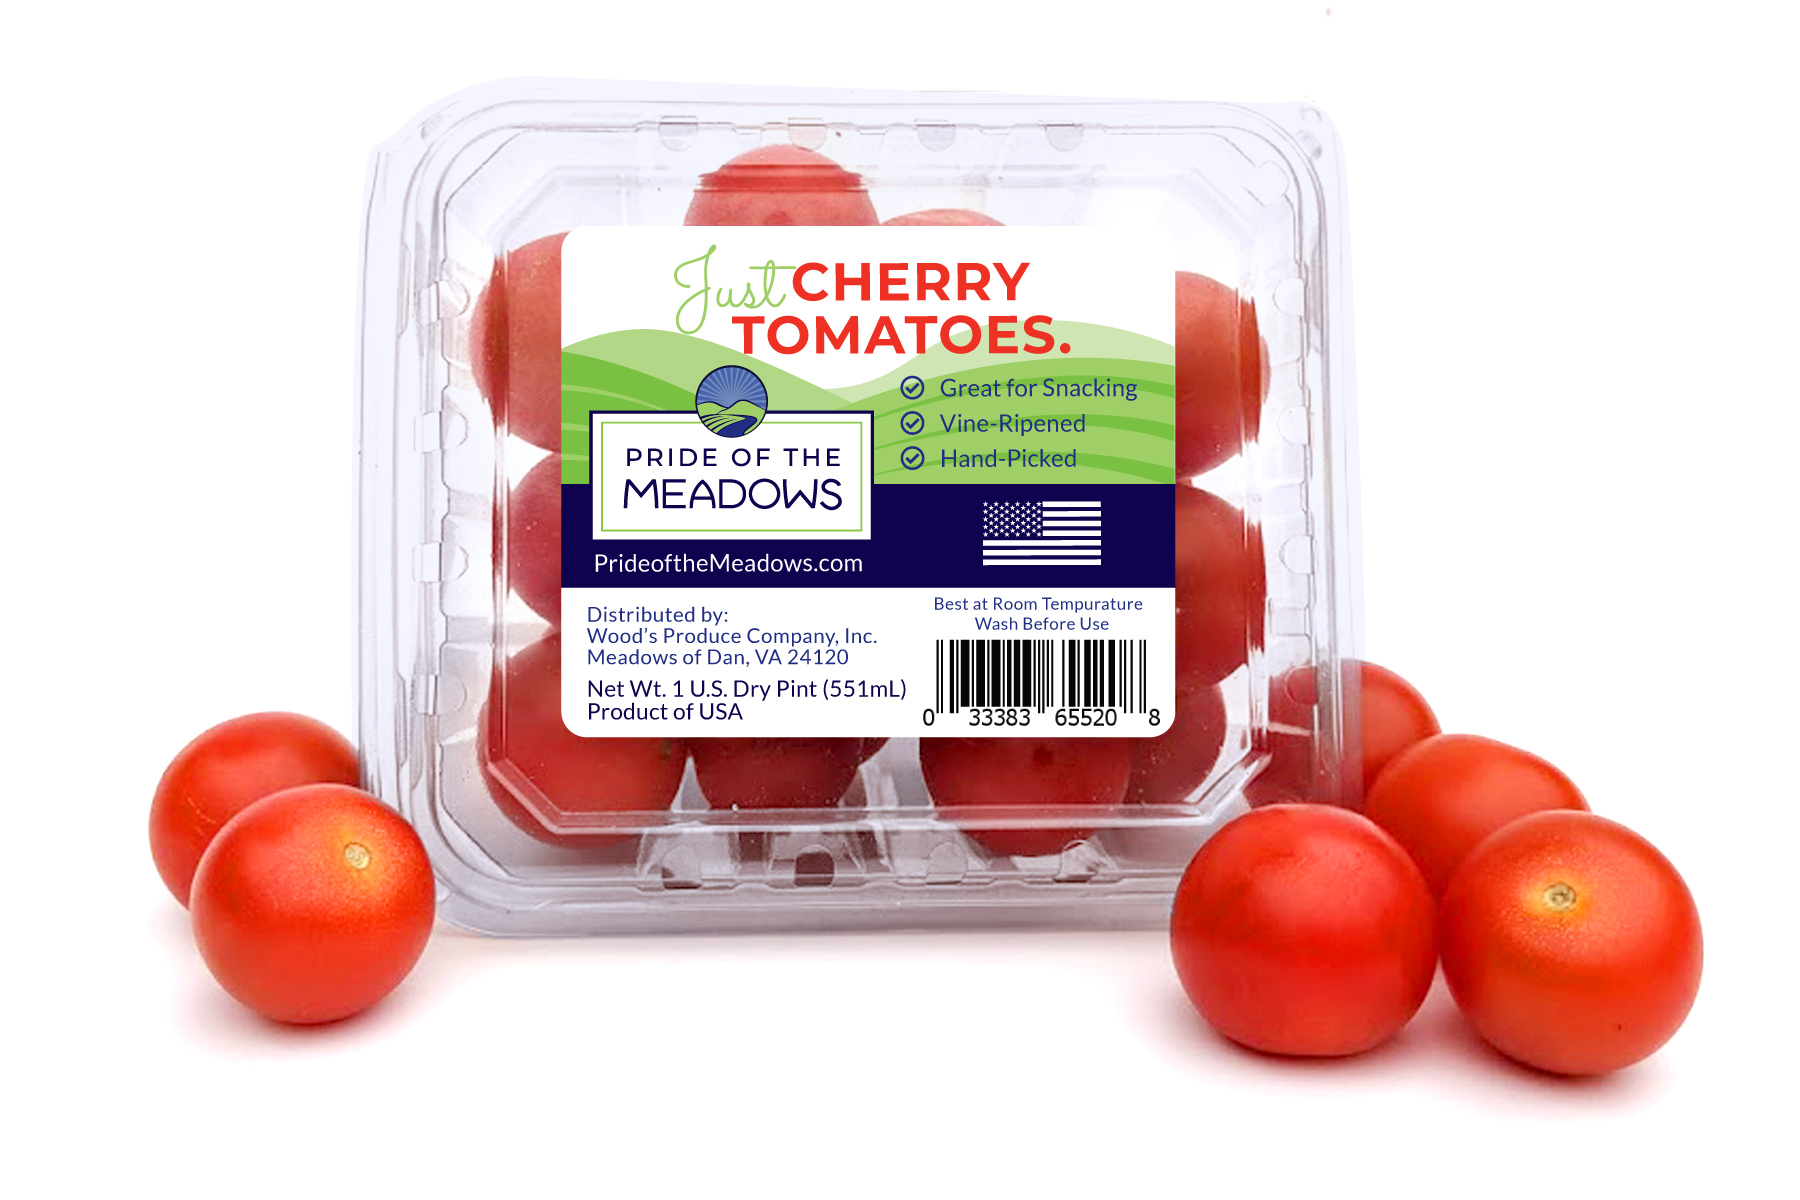 Just CHERRY
TOMATOES.
Great for Snacking
Vine-Ripened
Hand-Picked
PRIDE OF THE
MEADOWS
PrideoftheMeadows.com
Distributed by:
Wood's Produce Company, Inc.
Meadows of Dan, VA 24120
Net Wt. 1 U.S. Dry Pint (551mL)
Product of USA
Best at Room Tempurature
Wash Before Use
0 33383 65520 8